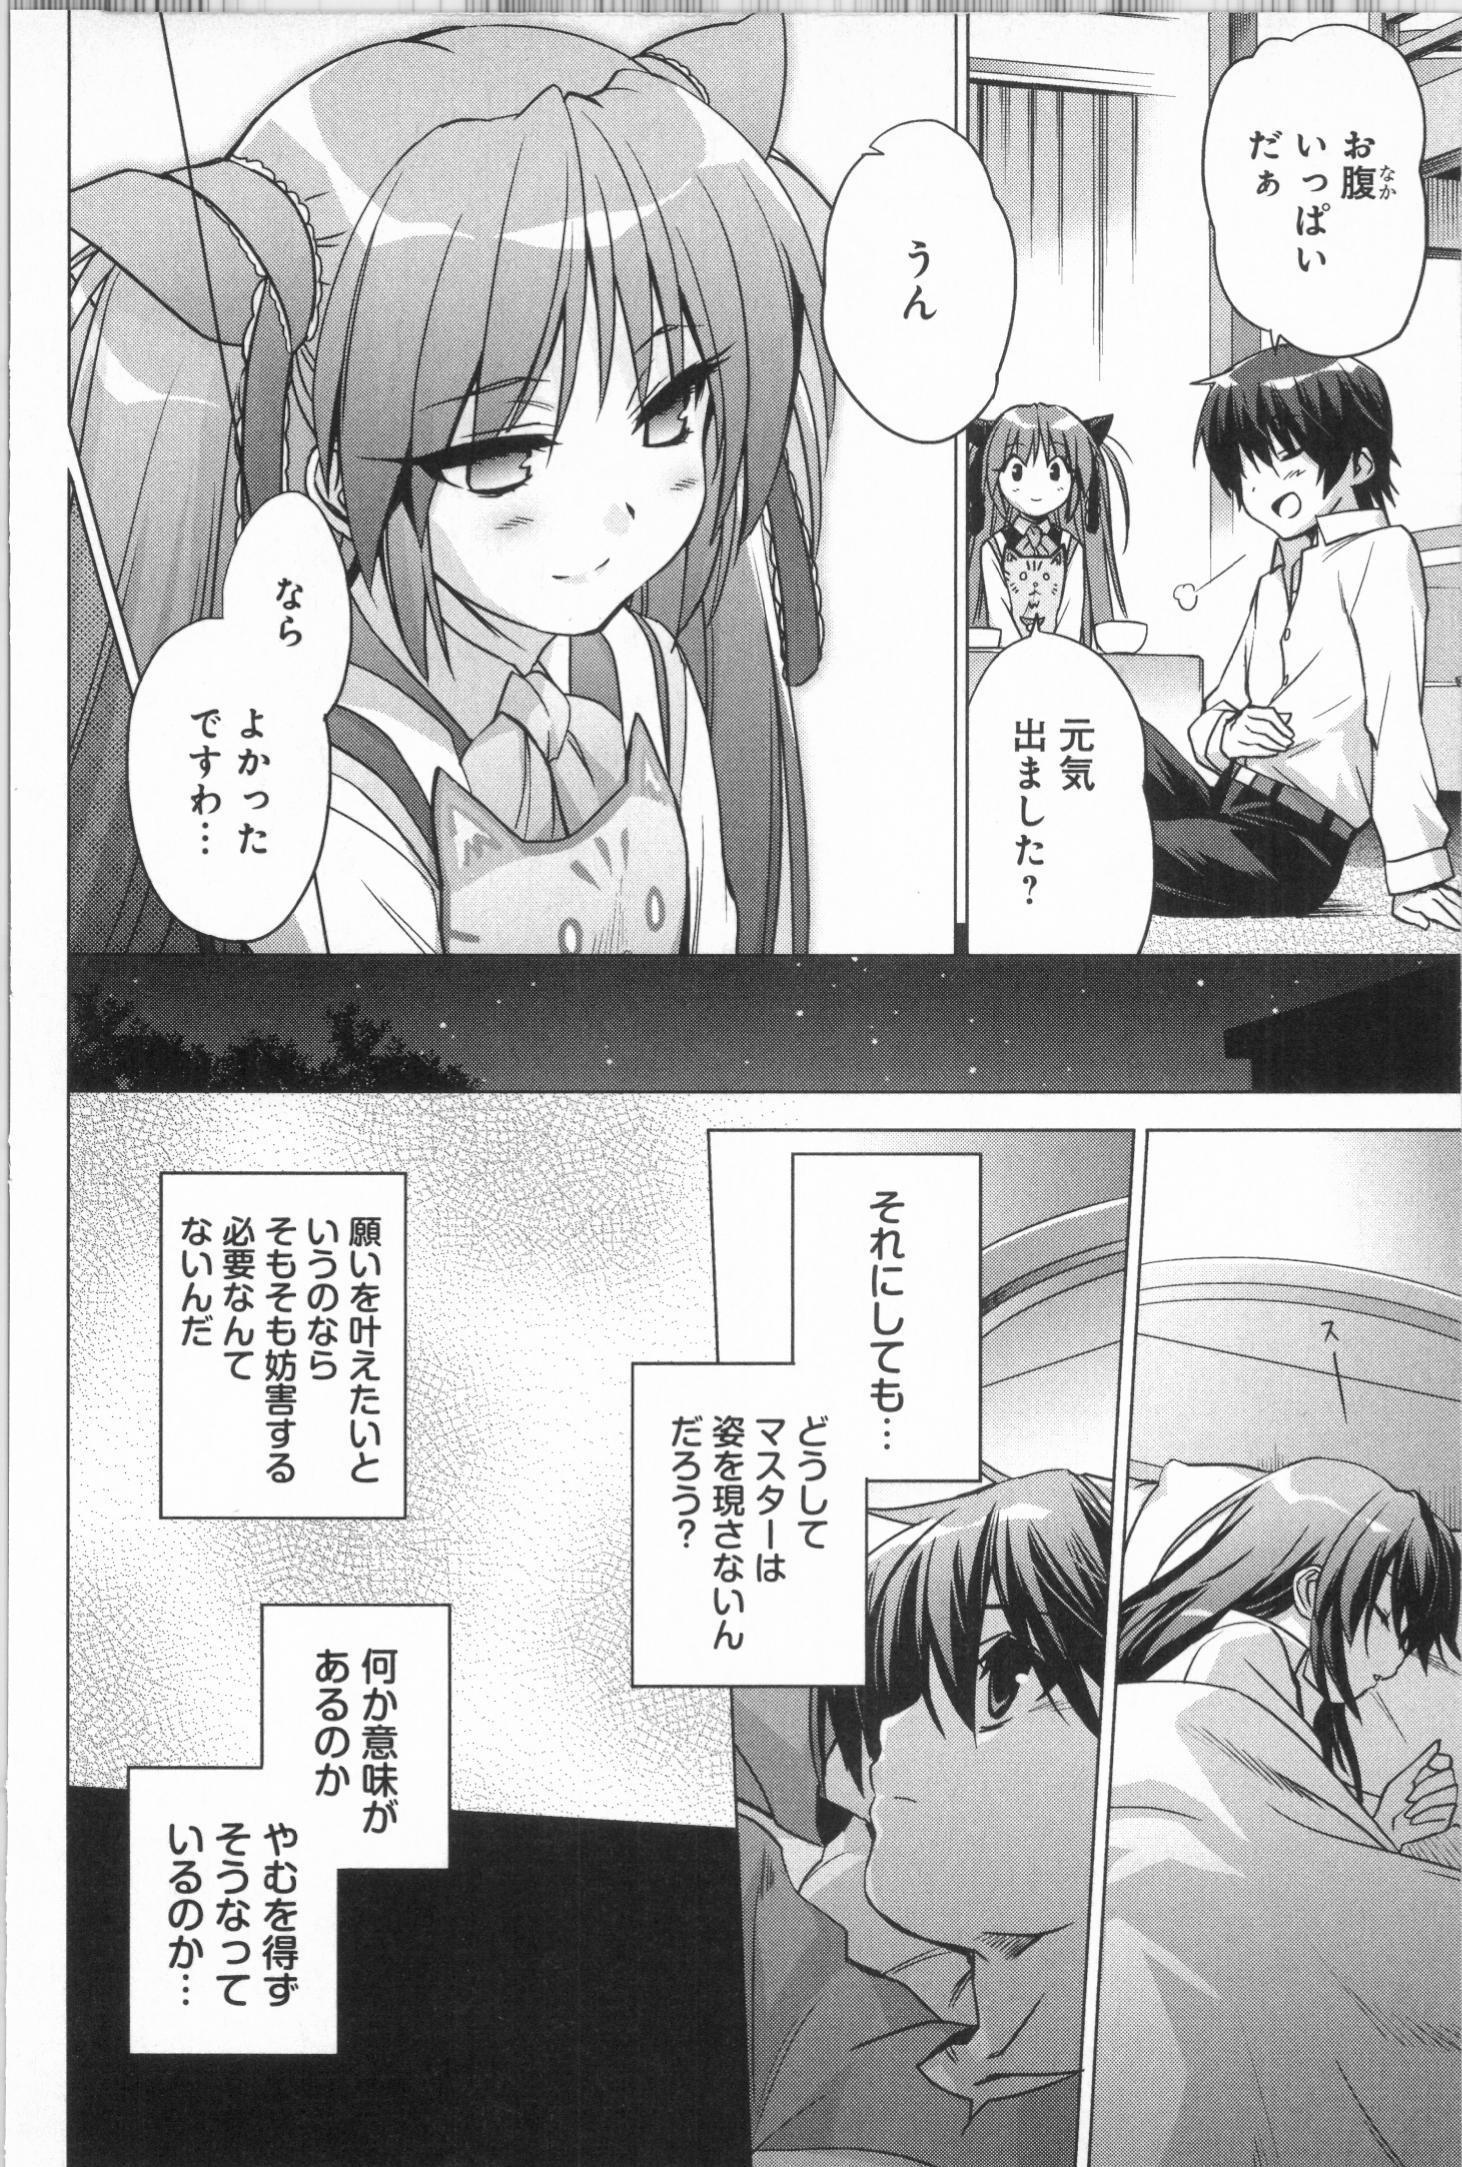 お腹
なか
いっぱい
だぁ
元気
出ました？
うん
なら
よかった
ですわ…
ス
それにしても…
どうして
マスターは
姿を現さないん
だろう？
願いを叶えたいと
いうのなら
そもそも妨害する
必要なんて
ないんだ
何か意味が
あるのか
やむを得ず
そうなって
いるのか…